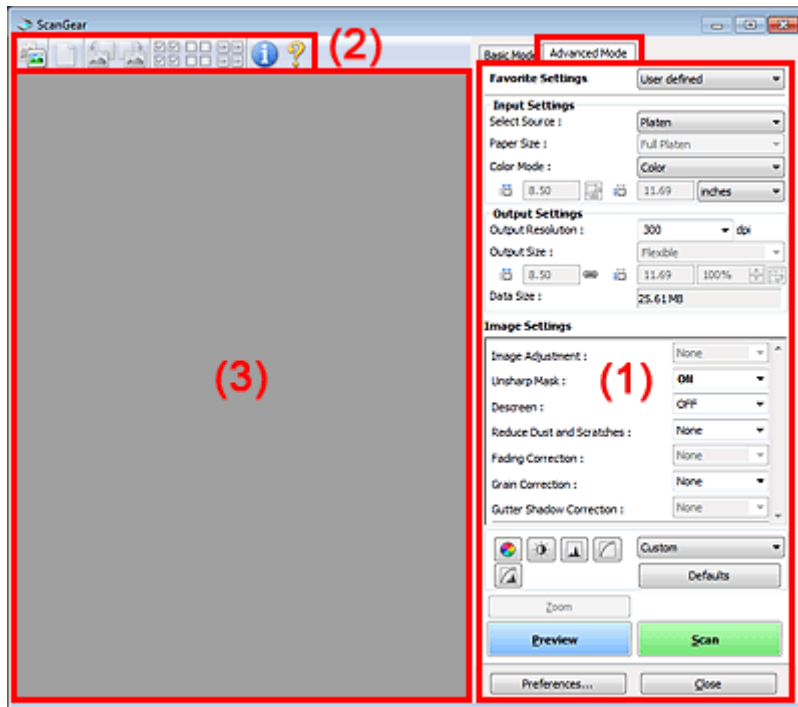 ScanGear
(2)
Basic Mode Advanced Mode
Favorite Settings User defined
Input Settings
Select Source : Platen
Paper Size : Full Platen
Color Mode : Color
8.50 11.69 inches
Output Settings
Output Resolution : 300 dpi
Output Size : Flexible
8.50 11.69 100%
Data Size : 25.61MB
Image Settings
(3)
(1)
Image Adjustment : None
Unsharp Mask : ON
Descreen : OFF
Reduce Dust and Scratches : None
Fading Correction : None
Grain Correction : None
Gutter Shadow Correction : None
Custom
Defaults
Zoom
Preview Scan
Preferences... Close